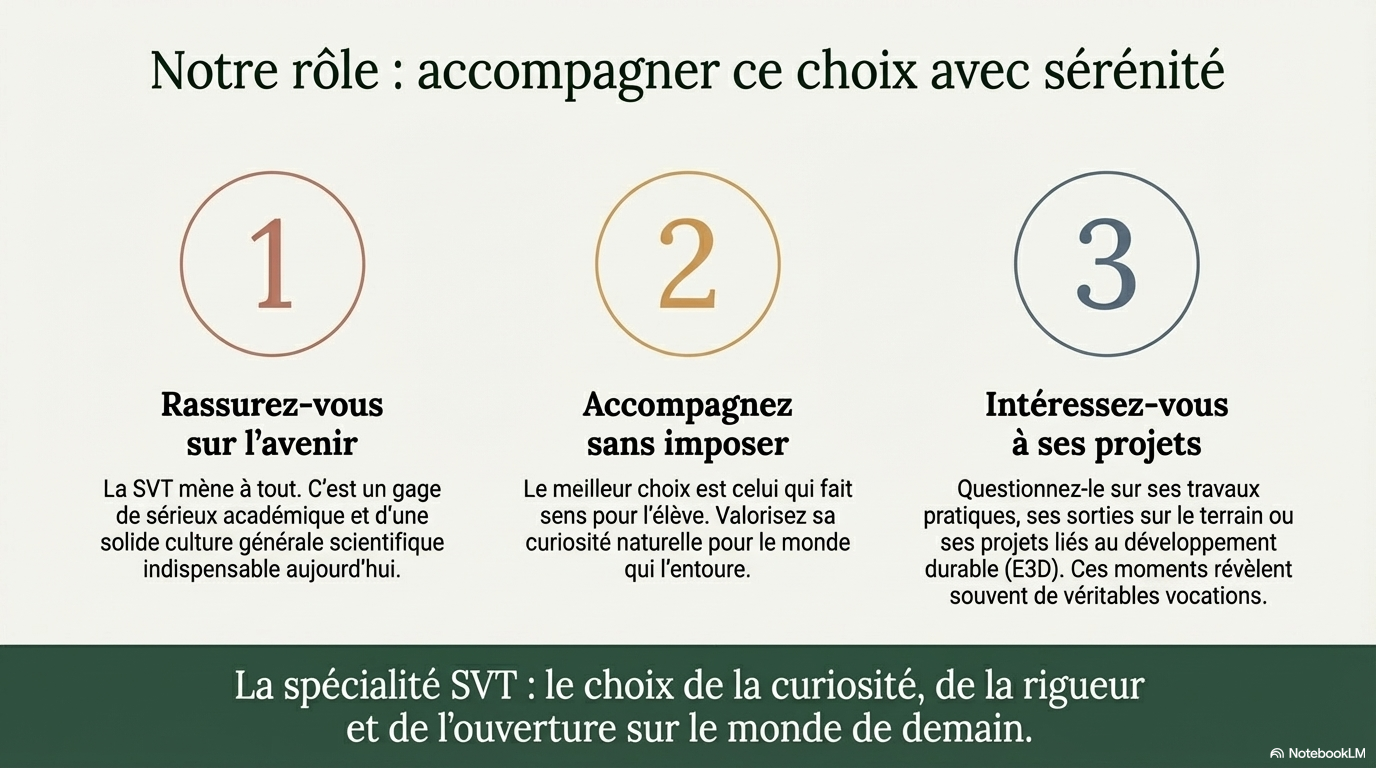 Notre rôle : accompagner ce choix avec sérénité
1
Rassurez-vous
sur l’avenir
La SVT mène à tout. C’est un gage
de sérieux académique et d’une
solide culture générale scientifique
indispensable aujourd’hui.
2
Accompagnez
sans imposer
Le meilleur choix est celui qui fait
sens pour l’élève. Valorisez sa
curiosité naturelle pour le monde
qui l’entoure.
3
Intéressez-vous
à ses projets
Questionnez-le sur ses travaux
pratiques, ses sorties sur le terrain ou
ses projets liés au développement
durable (E3D). Ces moments révèlent
souvent de véritables vocations.
La spécialité SVT : le choix de la curiosité, de la rigueur
et de l’ouverture sur le monde de demain.
NotebookLM